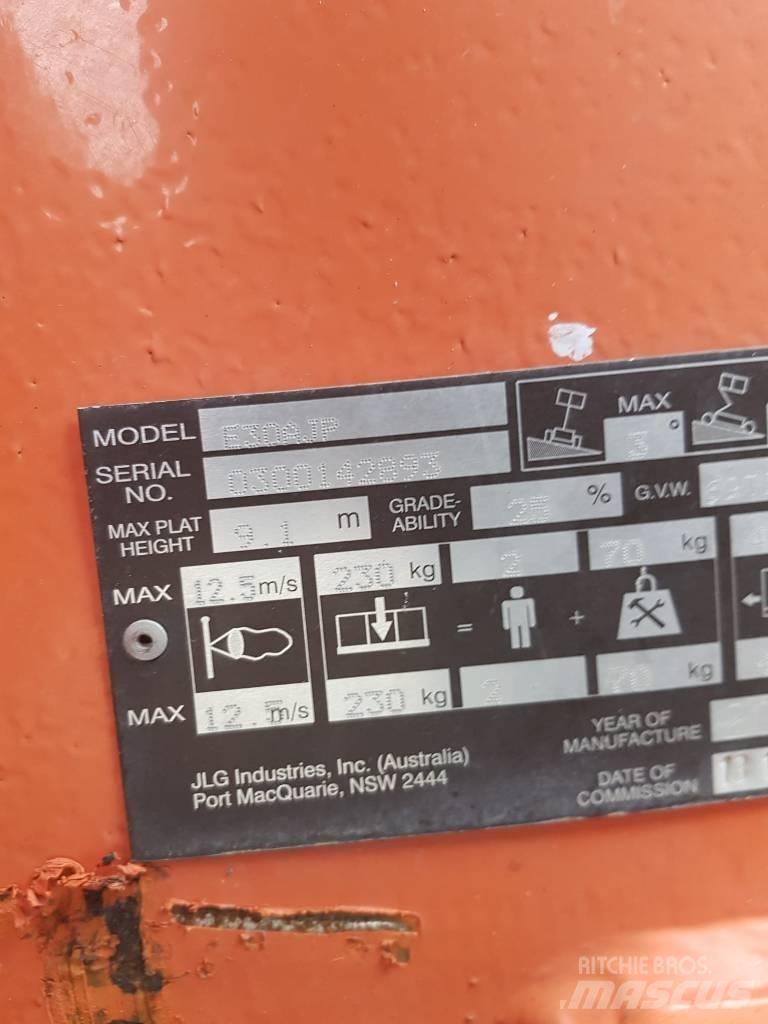 MODEL E30AJP
SERIAL NO. 0300142893
MAX 3°
MAX PLAT HEIGHT 9.1 m
GRADE-ABILITY 25 %
G.V.W.
MAX 12.5 m/s
230 kg
2
70 kg
= +
MAX 12.5 m/s
230 kg
2
70 kg
YEAR OF MANUFACTURE
DATE OF COMMISSION
JLG Industries, Inc. (Australia)
Port MacQuarie, NSW 2444
RITCHIE BROS.
MASCUS